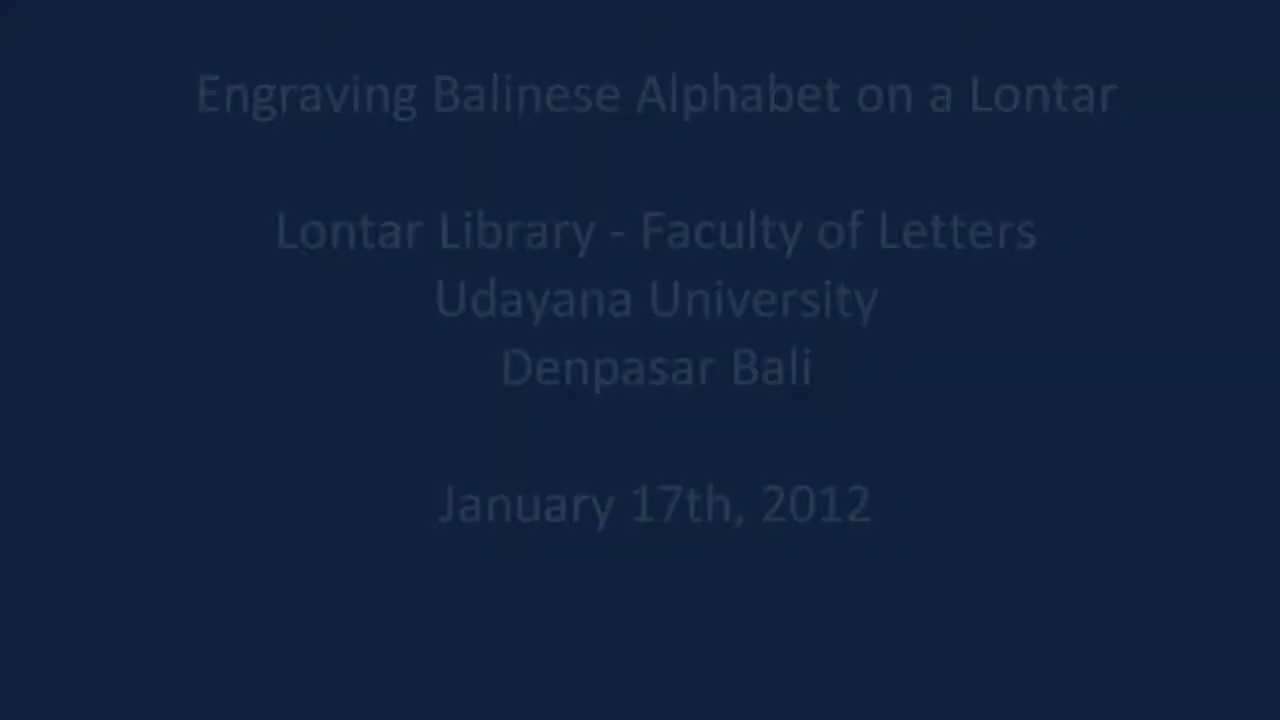 Engraving Balinese Alphabet on a Lontar
Lontar Library - Faculty of Letters
Udayana University
Denpasar Bali
January 17th, 2012